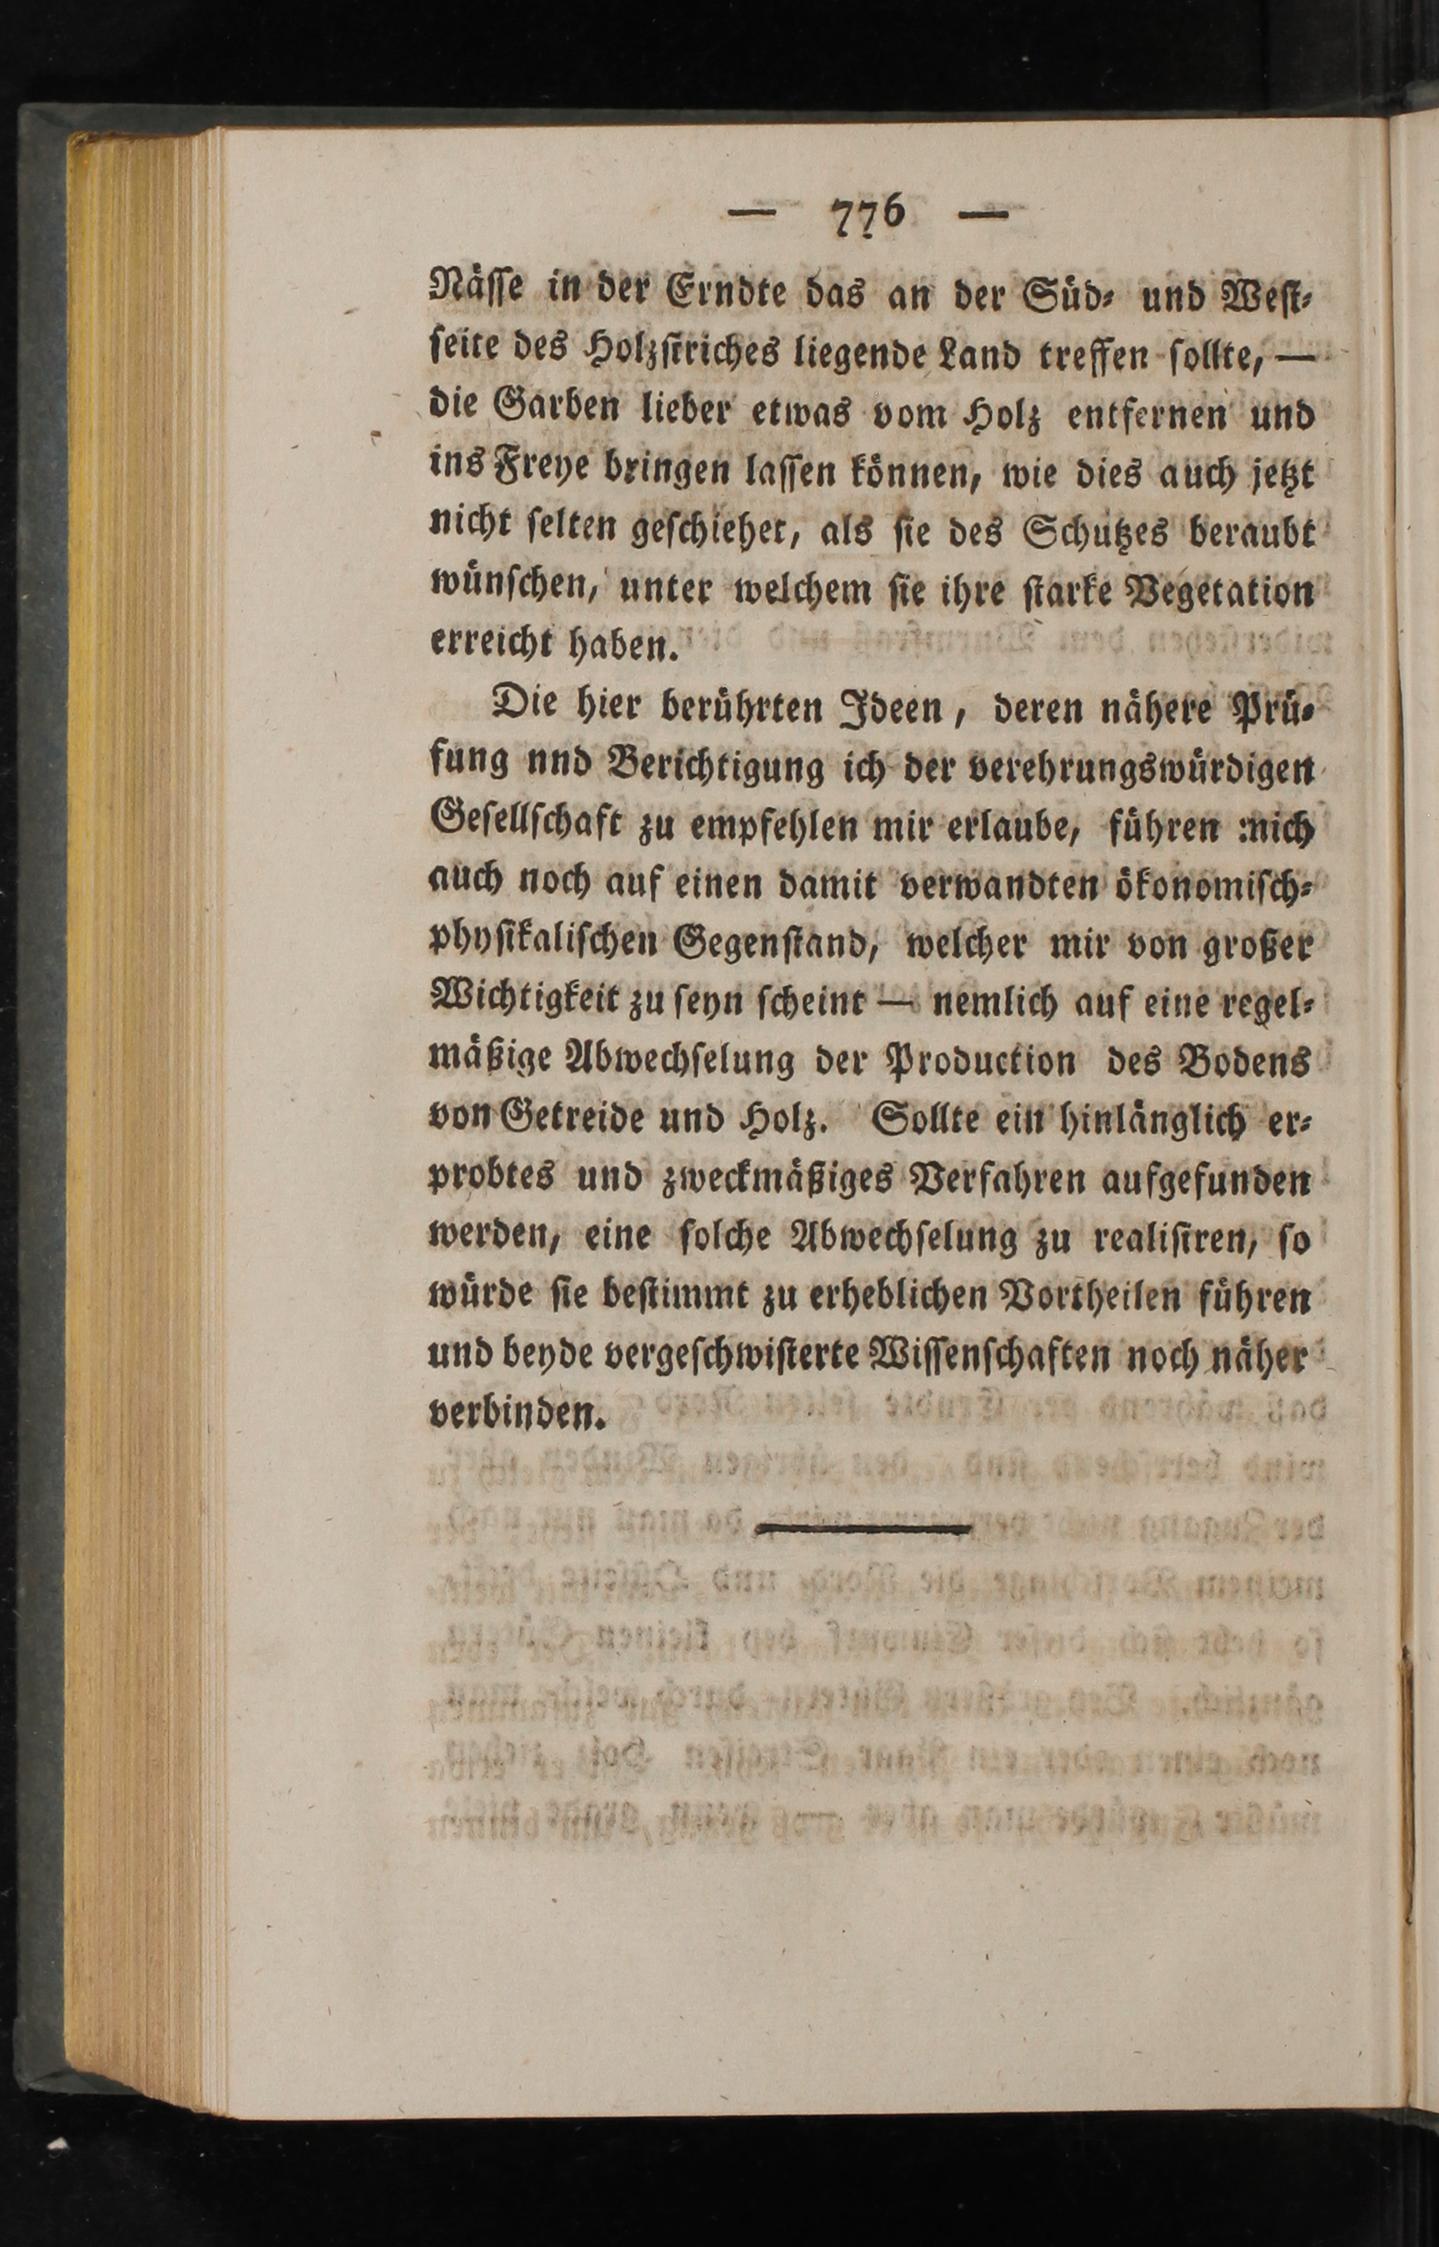 — 776 —
Näſſe in der Erndte das an der Süd- und Weſt-
ſeite des Holzſtriches liegende Land treffen ſollte, —
die Garben lieber etwas vom Holz entfernen und
ins Freye bringen laſſen können, wie dies auch jetzt
nicht ſelten geſchiehet, als ſie des Schutzes beraubt
wünſchen, unter welchem ſie ihre ſtarke Vegetation
erreicht haben.
Die hier berührten Ideen, deren nähere Prü-
fung nnd Berichtigung ich der verehrungswürdigen
Geſellſchaft zu empfehlen mir erlaube, führen mich
auch noch auf einen damit verwandten ökonomiſch-
phyſikaliſchen Gegenſtand, welcher mir von großer
Wichtigkeit zu ſeyn ſcheint — nemlich auf eine regel-
mäßige Abwechſelung der Production des Bodens
von Getreide und Holz. Sollte ein hinlänglich er-
probtes und zweckmäßiges Verfahren aufgefunden
werden, eine ſolche Abwechſelung zu realiſiren, ſo
würde ſie beſtimmt zu erheblichen Vortheilen führen
und beyde vergeſchwiſterte Wiſſenſchaften noch näher
verbinden.